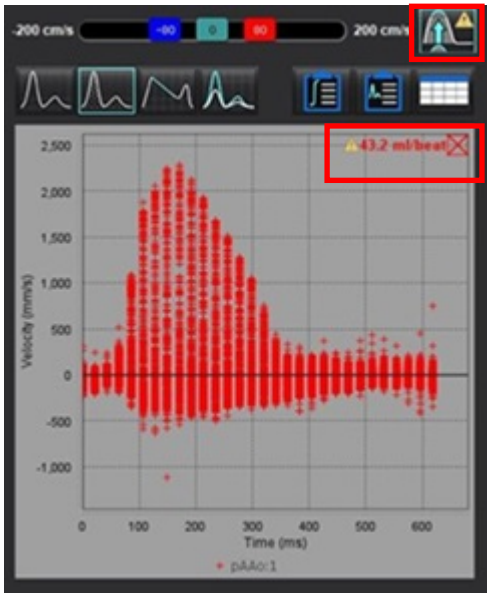 -200 cm/s -80 0 80 200 cm/s
43.2 ml/beat
2,500
2,000
1,500
1,000
500
0
-500
-1,000
Velocity (mm/s)
0 100 200 300 400 500 600
Time (ms)
+ pAAo:1